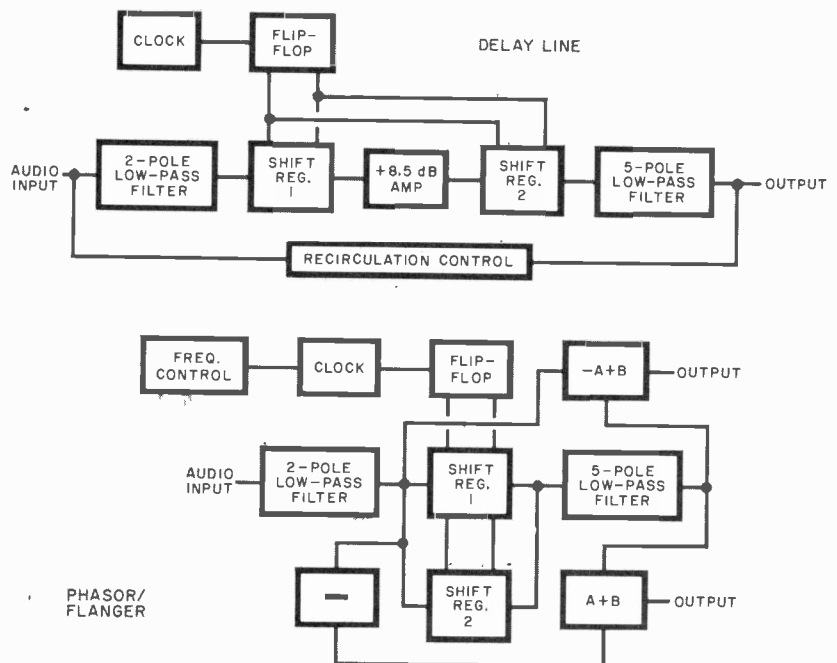 CLOCK
FLIP-
FLOP
DELAY LINE
AUDIO
INPUT
2-POLE
LOW-PASS
FILTER
SHIFT
REG.
1
+8.5 dB
AMP
SHIFT
REG.
2
5-POLE
LOW-PASS
FILTER
OUTPUT
RECIRCULATION CONTROL
FREQ.
CONTROL
CLOCK
FLIP-
FLOP
-A+B
OUTPUT
AUDIO
INPUT
2-POLE
LOW-PASS
FILTER
SHIFT
REG.
1
5-POLE
LOW-PASS
FILTER
PHASOR/
FLANGER
—
SHIFT
REG.
2
A+B
OUTPUT